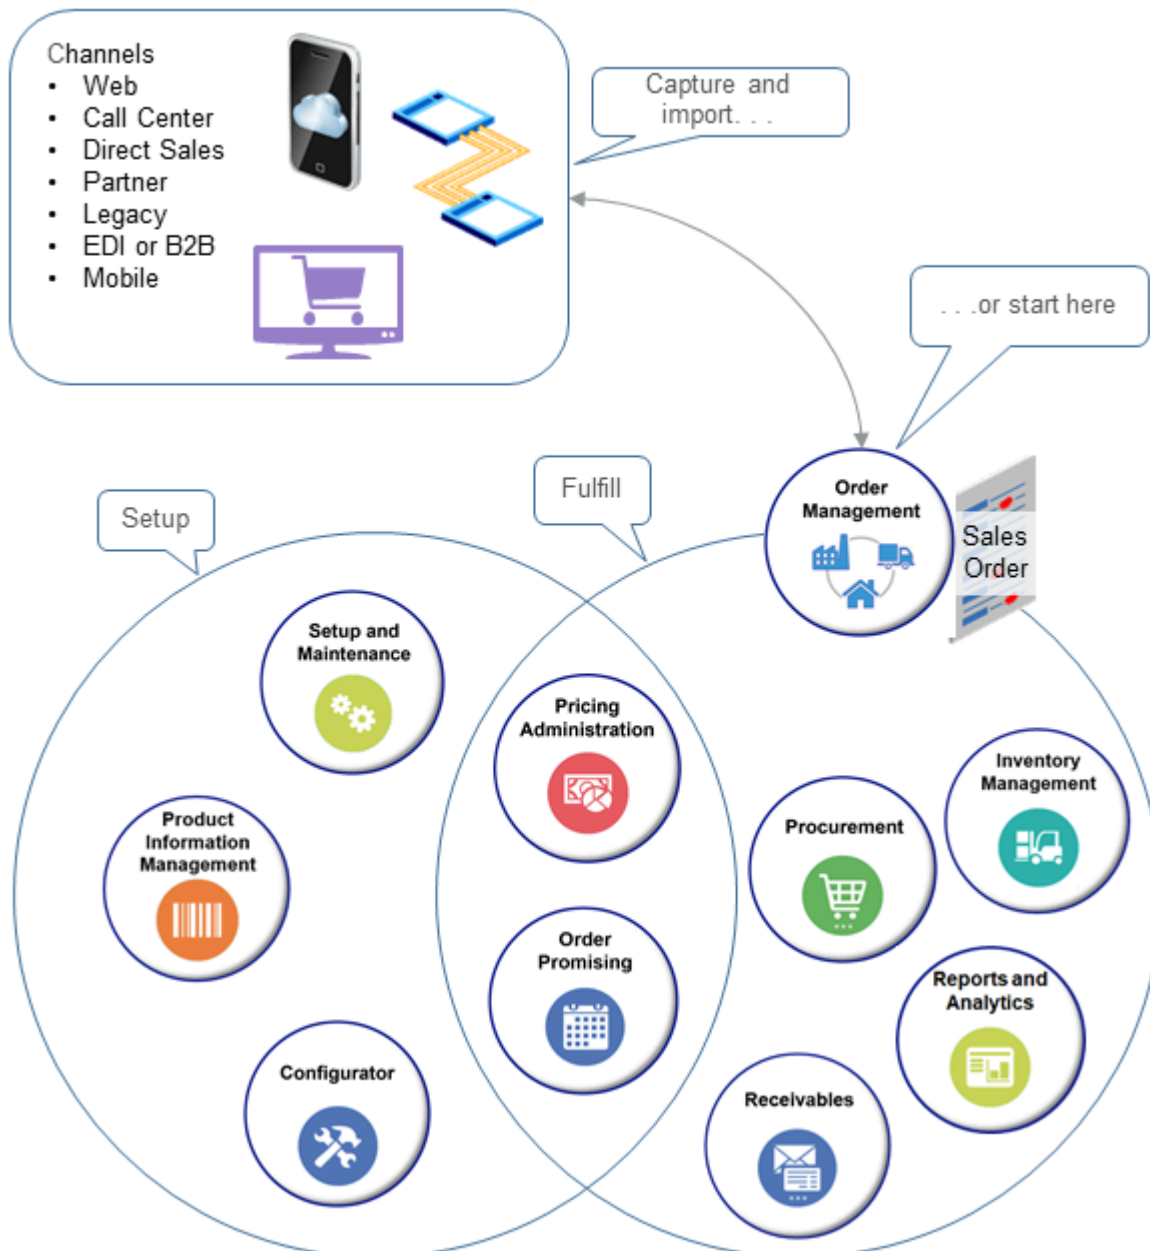 Channels
• Web
• Call Center
• Direct Sales
• Partner
• Legacy
• EDI or B2B
• Mobile
Capture and
import. . .
. . .or start here
Order
Management
Sales
Order
Setup
Fulfill
Setup and
Maintenance
Pricing
Administration
Inventory
Management
Product
Information
Management
Procurement
Order
Promising
Reports and
Analytics
Configurator
Receivables